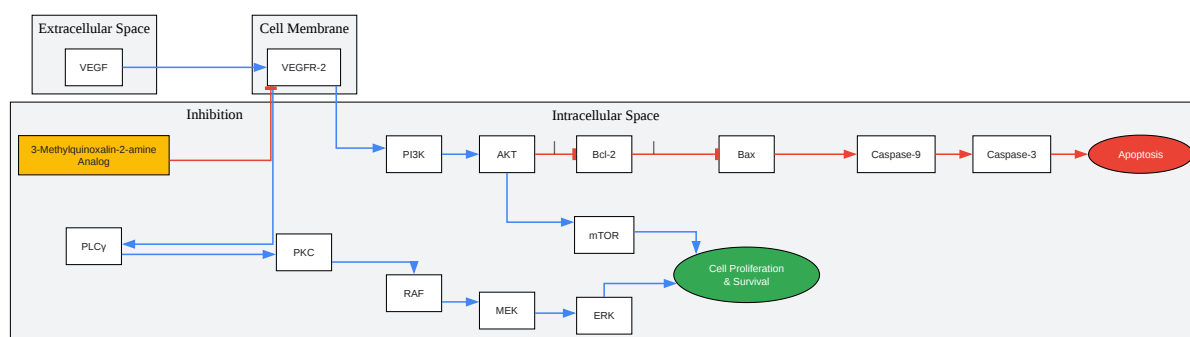 Extracellular Space
Cell Membrane
VEGF
VEGFR-2
Inhibition
Intracellular Space
3-Methylquinoxalin-2-amine
Analog
PI3K
AKT
Bcl-2
Bax
Caspase-9
Caspase-3
Apoptosis
PLCγ
PKC
mTOR
Cell Proliferation
& Survival
RAF
MEK
ERK